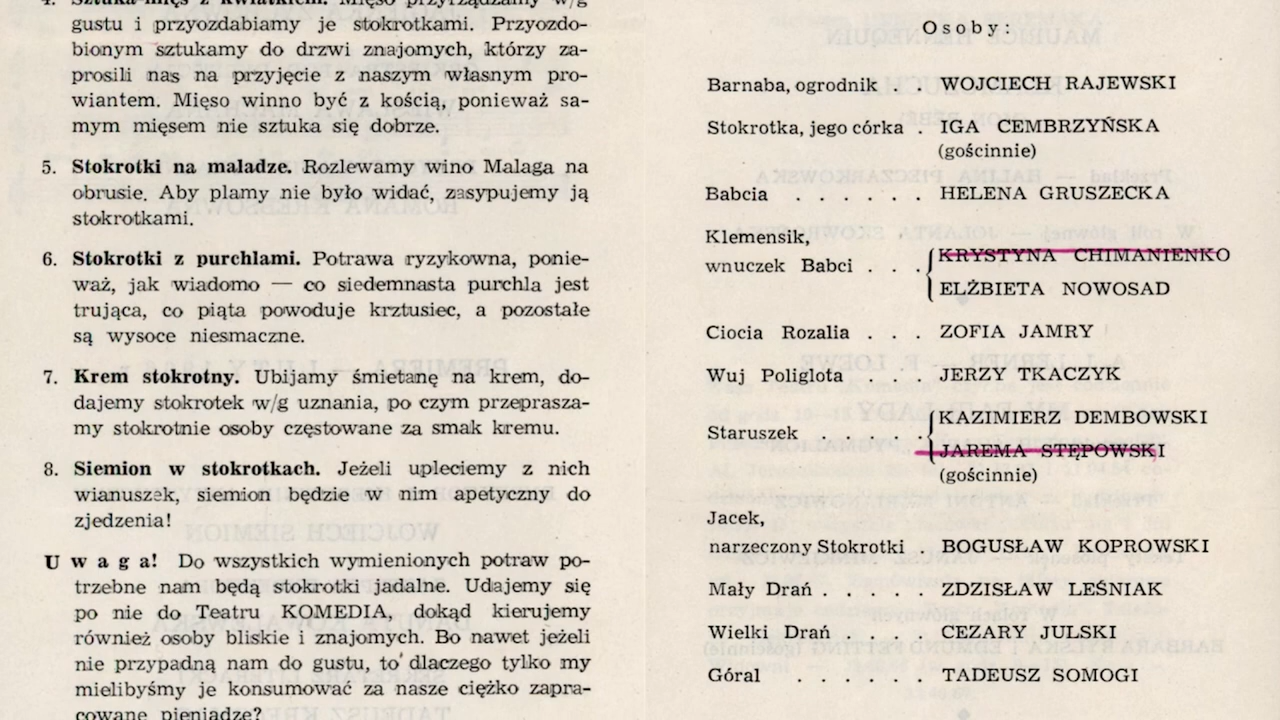 4. Sztuka-mięs z kwiatkiem. Mięso przyrządzamy w/g
gustu i przyozdabiamy je stokrotkami. Przyozdo-
bionym sztukamy do drzwi znajomych, którzy za-
prosili nas na przyjęcie z naszym własnym pro-
wiantem. Mięso winno być z kością, ponieważ sa-
mym mięsem nie sztuka się dobrze.
5. Stokrotki na maladze. Rozlewamy wino Malaga na
obrusie. Aby plamy nie było widać, zasypujemy ją
stokrotkami.
6. Stokrotki z purchlami. Potrawa ryzykowna, ponie-
waż, jak wiadomo — co siedemnasta purchla jest
trująca, co piąta powoduje krztusiec, a pozostałe
są wysoce niesmaczne.
7. Krem stokrotny. Ubijamy śmietanę na krem, do-
dajemy stokrotek w/g uznania, po czym przeprasza-
my stokrotnie osoby częstowane za smak kremu.
8. Siemion w stokrotkach. Jeżeli upleciemy z nich
wianuszek, siemion będzie w nim apetyczny do
zjedzenia!
Uwaga! Do wszystkich wymienionych potraw po-
trzebne nam będą stokrotki jadalne. Udajemy się
po nie do Teatru KOMEDIA, dokąd kierujemy
również osoby bliskie i znajomych. Bo nawet jeżeli
nie przypadną nam do gustu, to dlaczego tylko my
mielibyśmy je konsumować za nasze ciężko zapra-
cowane pieniądze?
Osoby:
Barnaba, ogrodnik . . WOJCIECH RAJEWSKI
Stokrotka, jego córka . IGA CEMBRZYŃSKA
(gościnnie)
Babcia . . . . . . HELENA GRUSZECKA
Klemensik,
wnuczek Babci . . . KRYSTYNA CHIMANIENKO
ELŻBIETA NOWOSAD
Ciocia Rozalia . . . ZOFIA JAMRY
Wuj Poliglota . . . . JERZY TKACZYK
Staruszek . . . . . KAZIMIERZ DEMBOWSKI
JAREMA STĘPOWSKI
(gościnnie)
Jacek,
narzeczony Stokrotki . BOGUSŁAW KOPROWSKI
Mały Drań . . . . . ZDZISŁAW LEŚNIAK
Wielki Drań . . . . CEZARY JULSKI
Góral . . . . . . TADEUSZ SOMOGI